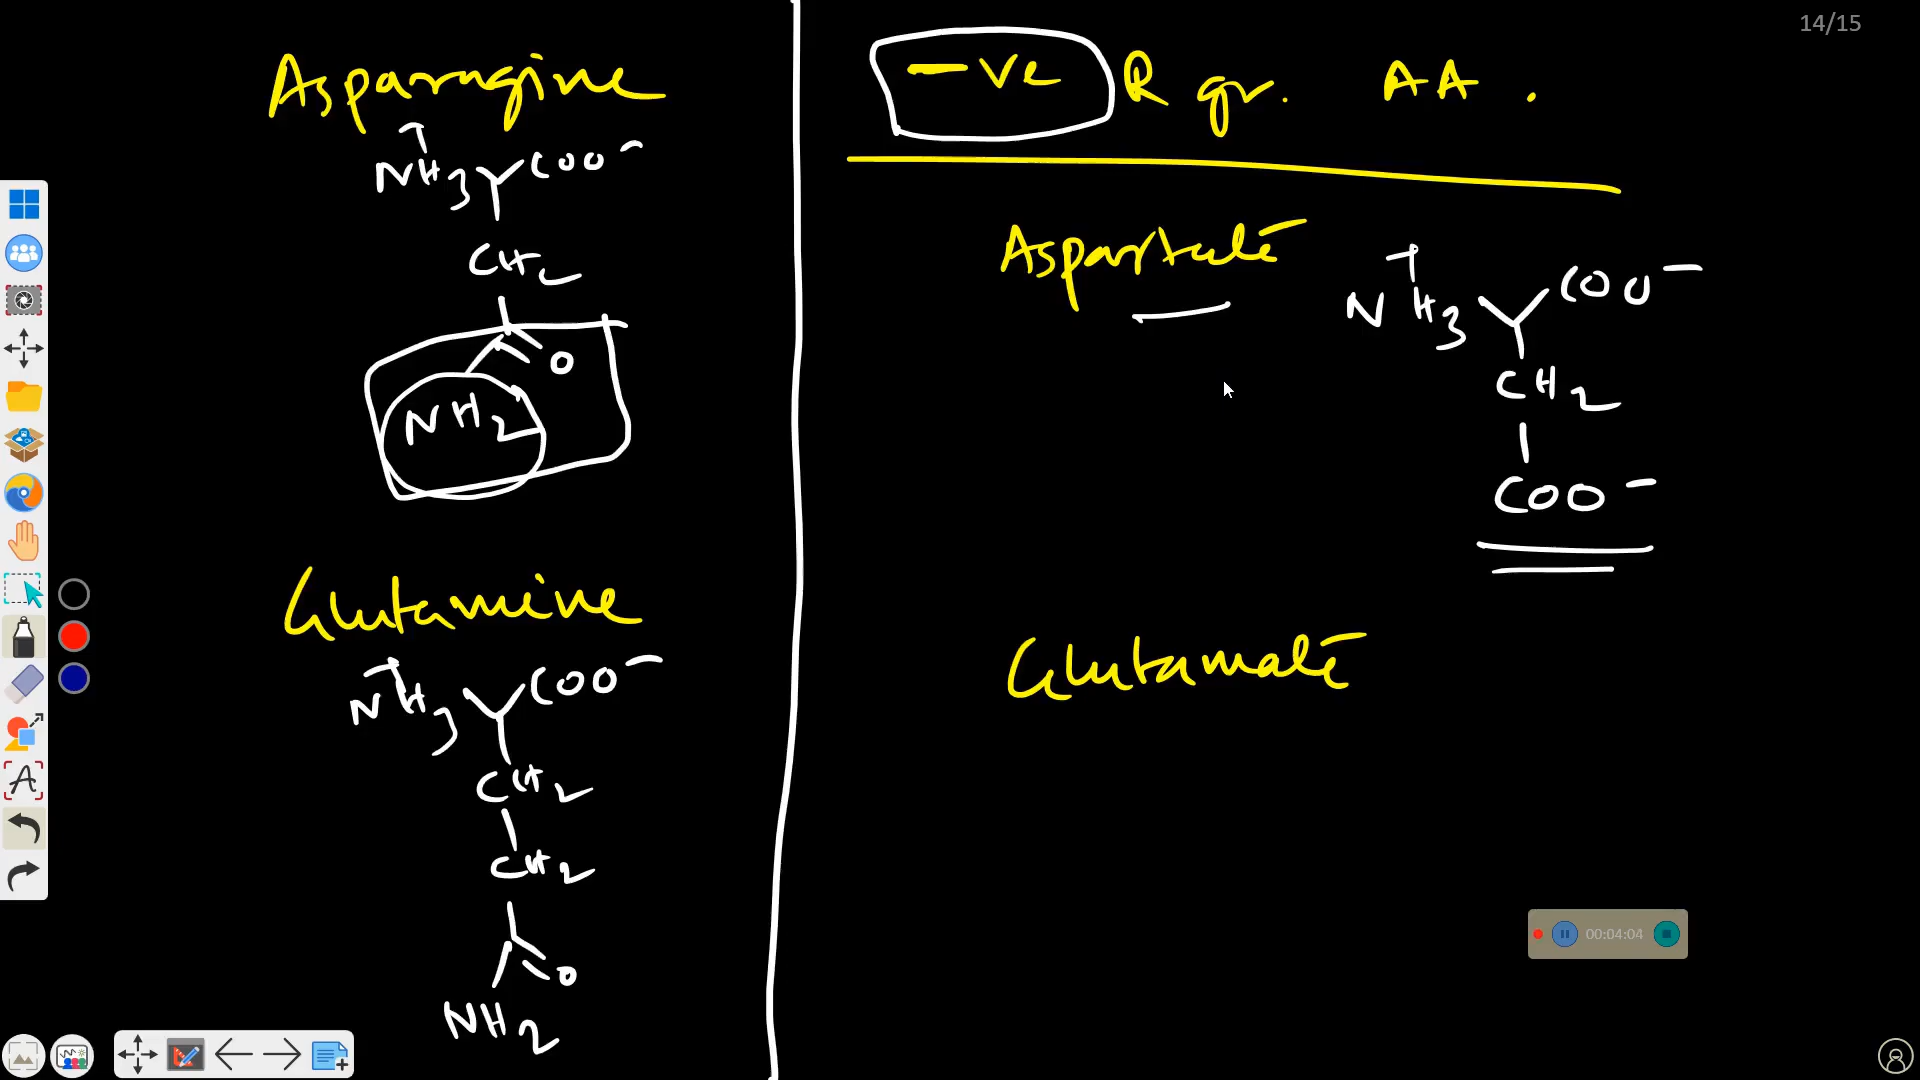 14/15
Asparagine
+
NH3 COO-
CH2
O
NH2
Glutamine
+
NH3 COO-
CH2
CH2
O
NH2
-Ve R gr. AA.
Aspartate
+
NH3 COO-
CH2
COO-
Glutamate
00:04:04